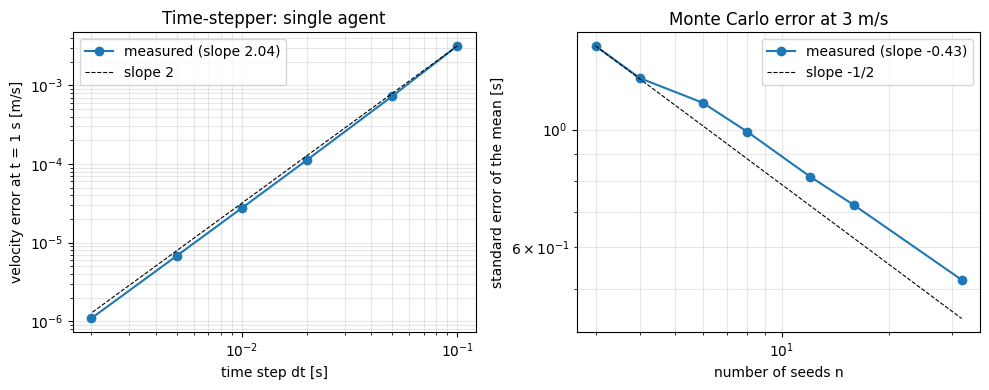 Time-stepper: single agent
measured (slope 2.04)
slope 2
velocity error at t = 1 s [m/s]
10⁻³
10⁻⁴
10⁻⁵
10⁻⁶
10⁻² 10⁻¹
time step dt [s]
Monte Carlo error at 3 m/s
measured (slope -0.43)
slope -1/2
standard error of the mean [s]
10⁰
6 × 10⁻¹
10¹
number of seeds n